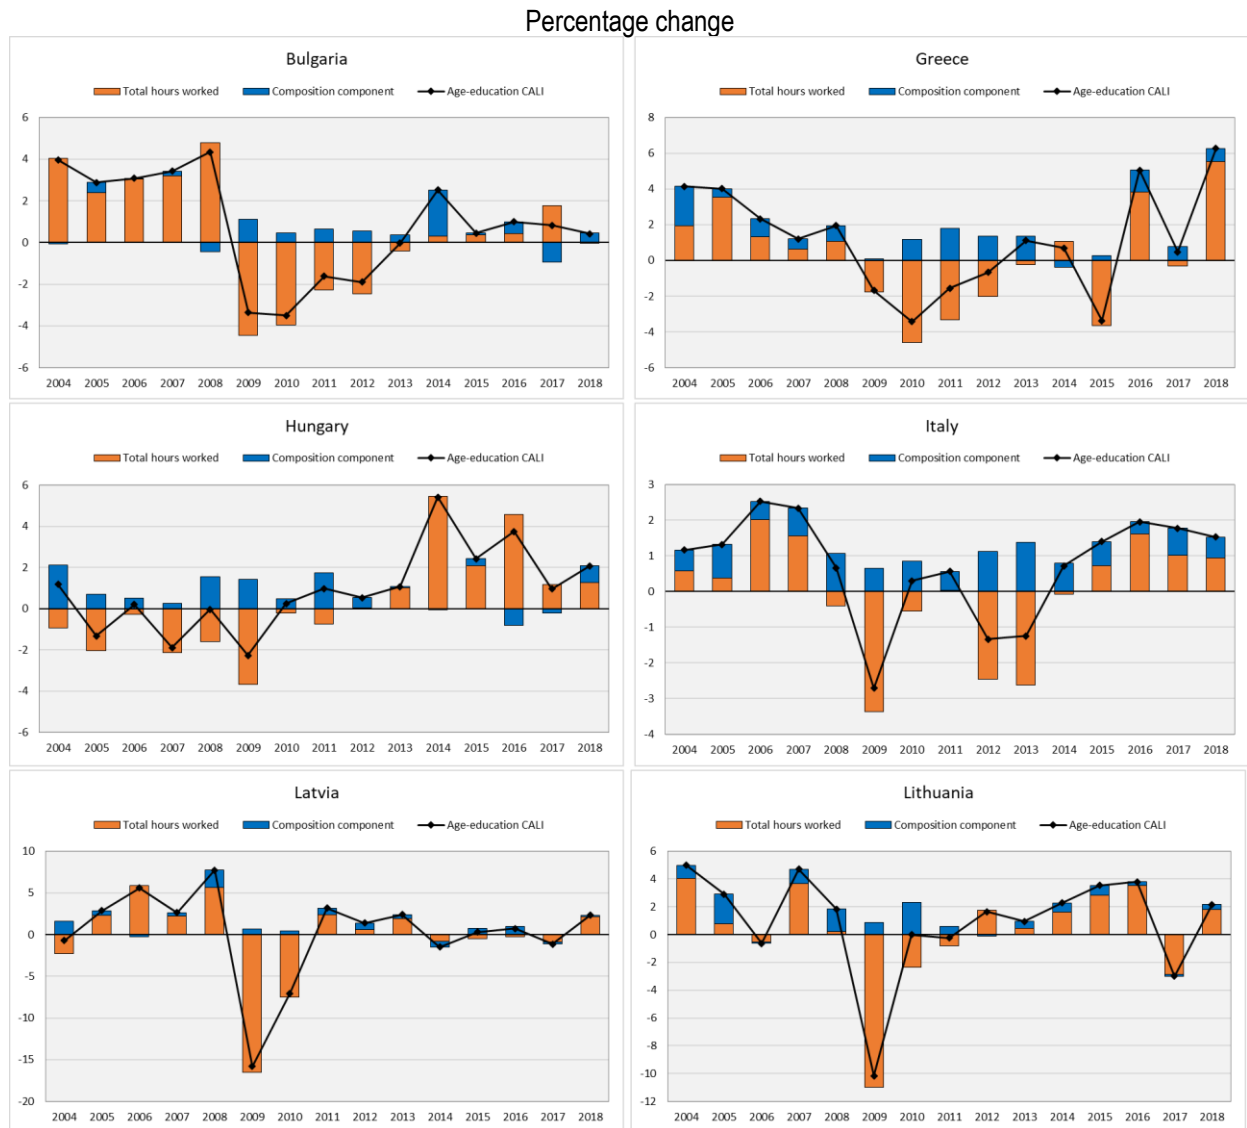 Percentage change
Bulgaria
Total hours worked Composition component Age-education CALI
6
4
2
0
-2
-4
-6
2004 2005 2006 2007 2008 2009 2010 2011 2012 2013 2014 2015 2016 2017 2018
Greece
Total hours worked Composition component Age-education CALI
8
6
4
2
0
-2
-4
-6
2004 2005 2006 2007 2008 2009 2010 2011 2012 2013 2014 2015 2016 2017 2018
Hungary
Total hours worked Composition component Age-education CALI
6
4
2
0
-2
-4
-6
2004 2005 2006 2007 2008 2009 2010 2011 2012 2013 2014 2015 2016 2017 2018
Italy
Total hours worked Composition component Age-education CALI
3
2
1
0
-1
-2
-3
-4
2004 2005 2006 2007 2008 2009 2010 2011 2012 2013 2014 2015 2016 2017 2018
Latvia
Total hours worked Composition component Age-education CALI
10
5
0
-5
-10
-15
-20
2004 2005 2006 2007 2008 2009 2010 2011 2012 2013 2014 2015 2016 2017 2018
Lithuania
Total hours worked Composition component Age-education CALI
6
4
2
0
-2
-4
-6
-8
-10
-12
2004 2005 2006 2007 2008 2009 2010 2011 2012 2013 2014 2015 2016 2017 2018